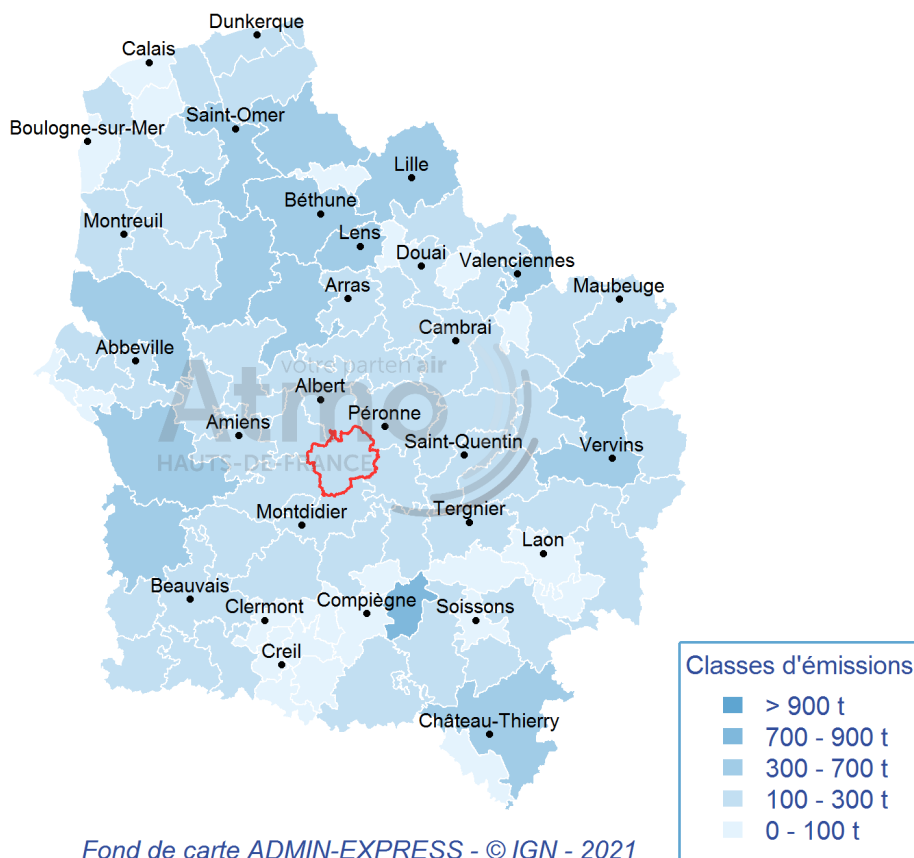 Dunkerque
Calais
Saint-Omer
Boulogne-sur-Mer
Lille
Béthune
Montreuil
Lens
Douai
Valenciennes
Arras
Maubeuge
Cambrai
Abbeville
votre parten'air
Atmo
HAUTS-DE-FRANCE
Albert
Péronne
Amiens
Saint-Quentin
Vervins
Montdidier
Tergnier
Laon
Beauvais
Clermont
Compiègne
Soissons
Creil
Château-Thierry
Classes d'émissions
> 900 t
700 - 900 t
300 - 700 t
100 - 300 t
0 - 100 t
Fond de carte ADMIN-EXPRESS - © IGN - 2021